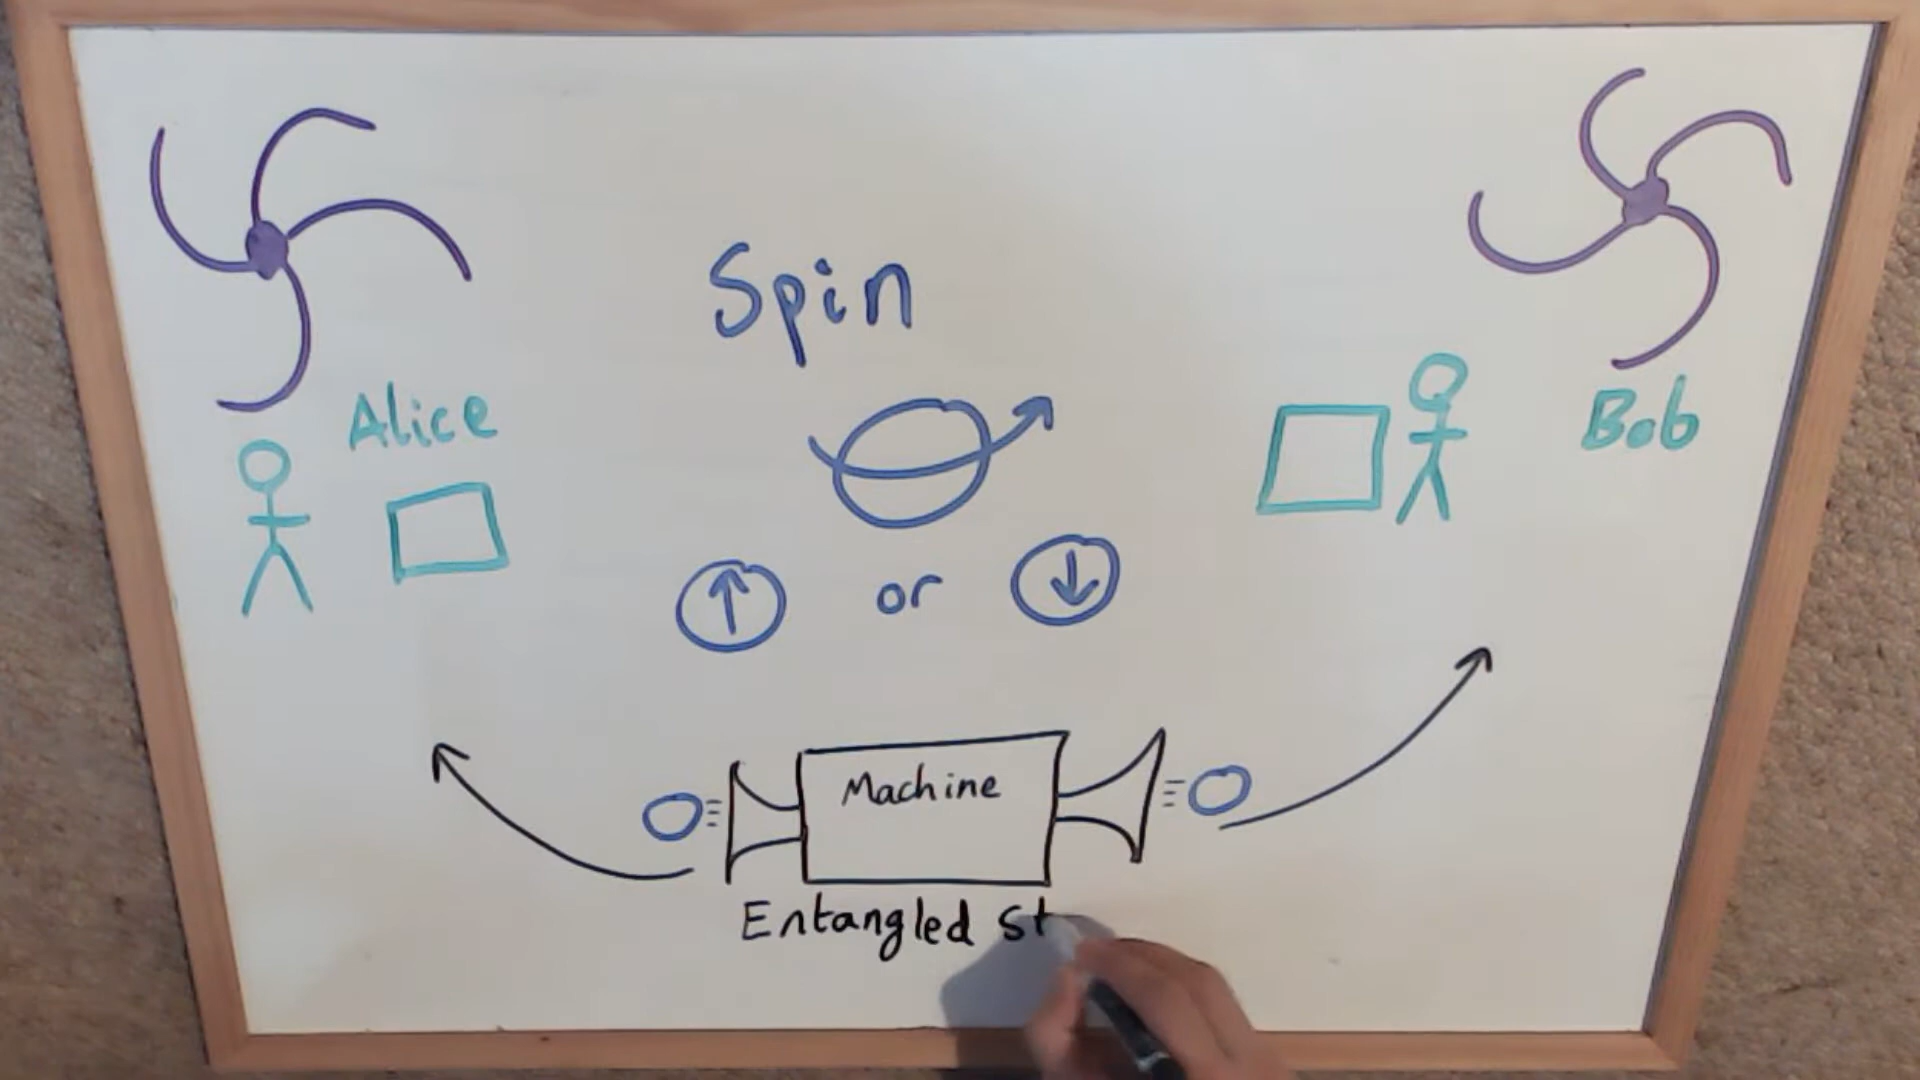 Spin
Alice
Bob
or
Machine
Entangled St